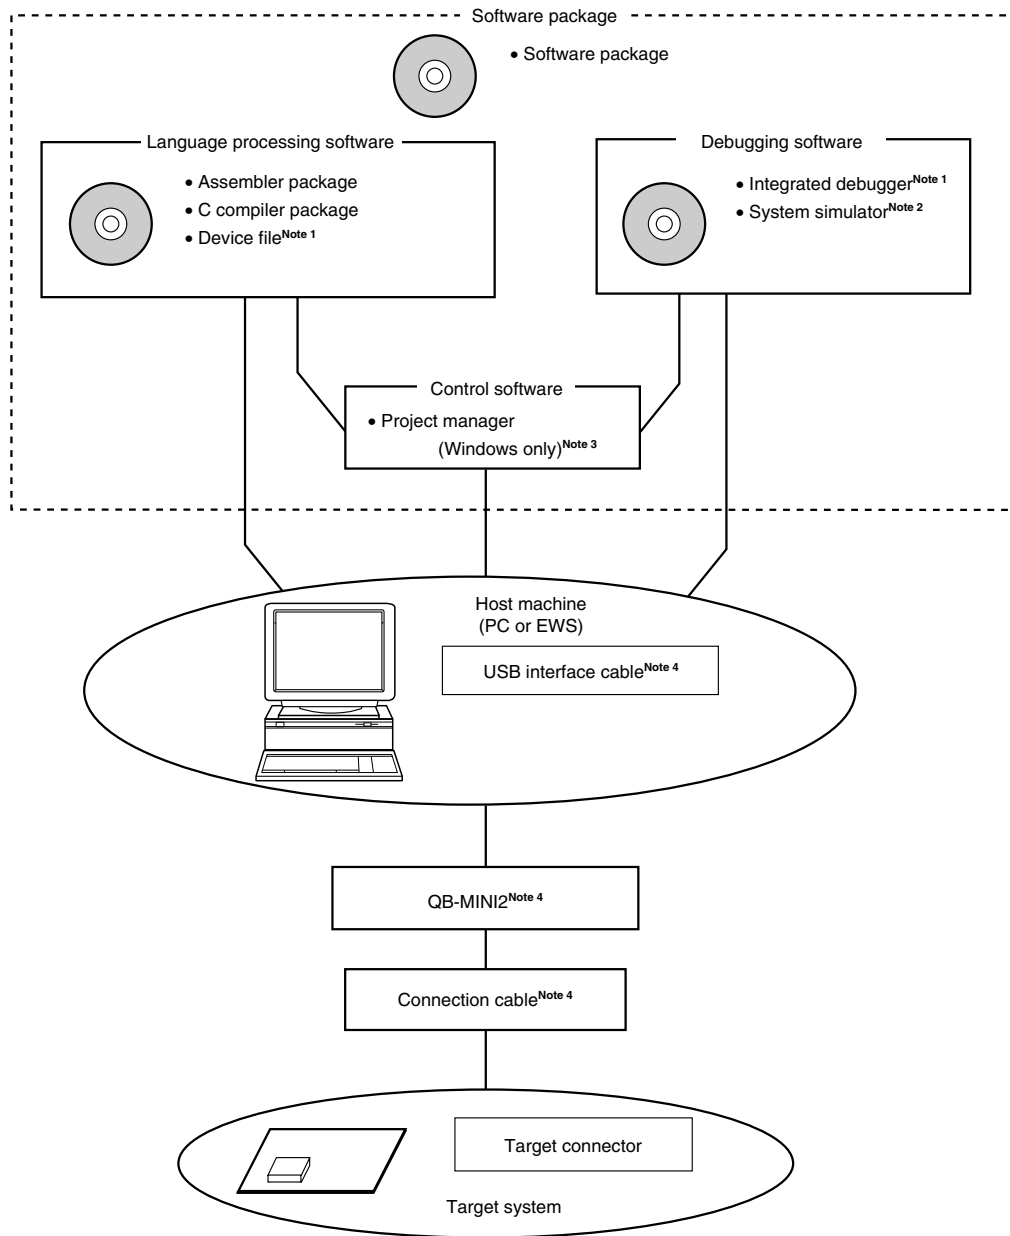 Software package
• Software package
Language processing software
• Assembler package
• C compiler package
• Device fileNote 1
Debugging software
• Integrated debuggerNote 1
• System simulatorNote 2
Control software
• Project manager
(Windows only)Note 3
Host machine
(PC or EWS)
USB interface cableNote 4
QB-MINI2Note 4
Connection cableNote 4
Target connector
Target system